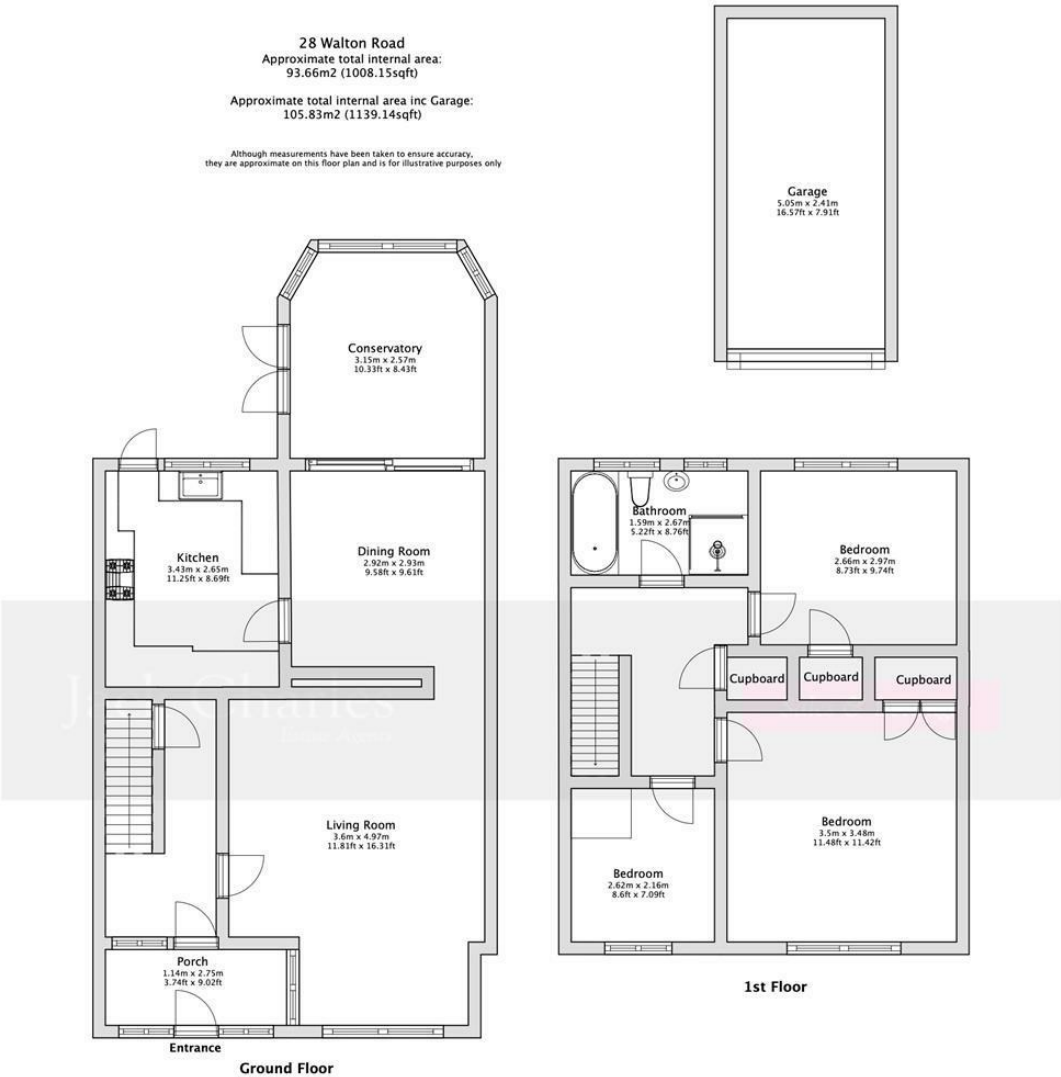 28 Walton Road
Approximate total internal area:
93.66m2 (1008.15sqft)
Approximate total internal area inc Garage:
105.83m2 (1139.14sqft)
Although measurements have been taken to ensure accuracy,
they are approximate on this floor plan and is for illustrative purposes only
Garage
5.05m x 2.41m
16.57ft x 7.91ft
Conservatory
3.15m x 2.57m
10.33ft x 8.43ft
Kitchen
3.43m x 2.65m
11.25ft x 8.69ft
Dining Room
2.92m x 2.93m
9.58ft x 9.61ft
Living Room
3.6m x 4.97m
11.81ft x 16.31ft
Porch
1.14m x 2.75m
3.74ft x 9.02ft
Entrance
Ground Floor
Bathroom
1.59m x 2.67m
5.22ft x 8.76ft
Bedroom
2.66m x 2.97m
8.73ft x 9.74ft
Cupboard
Cupboard
Cupboard
Bedroom
3.5m x 3.48m
11.48ft x 11.42ft
Bedroom
2.62m x 2.16m
8.6ft x 7.09ft
1st Floor
Charles